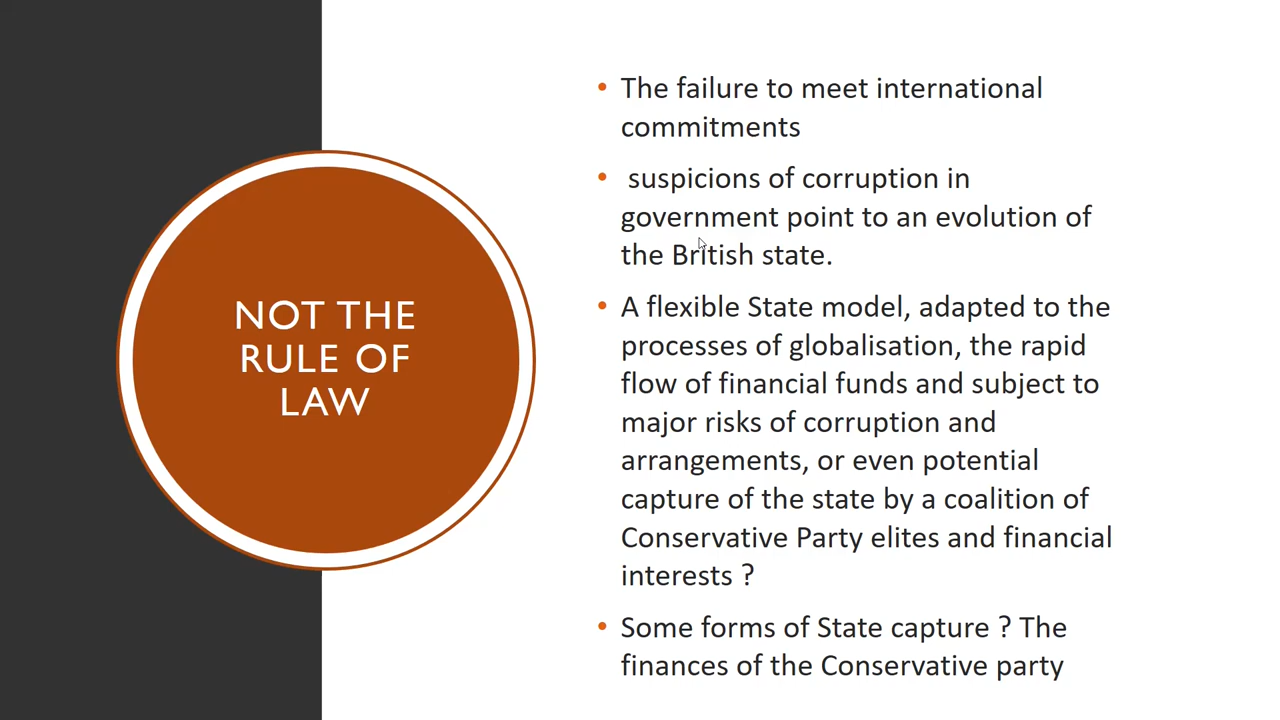 NOT THE
RULE OF
LAW
• The failure to meet international
commitments
• suspicions of corruption in
government point to an evolution of
the British state.
• A flexible State model, adapted to the
processes of globalisation, the rapid
flow of financial funds and subject to
major risks of corruption and
arrangements, or even potential
capture of the state by a coalition of
Conservative Party elites and financial
interests ?
• Some forms of State capture ? The
finances of the Conservative party